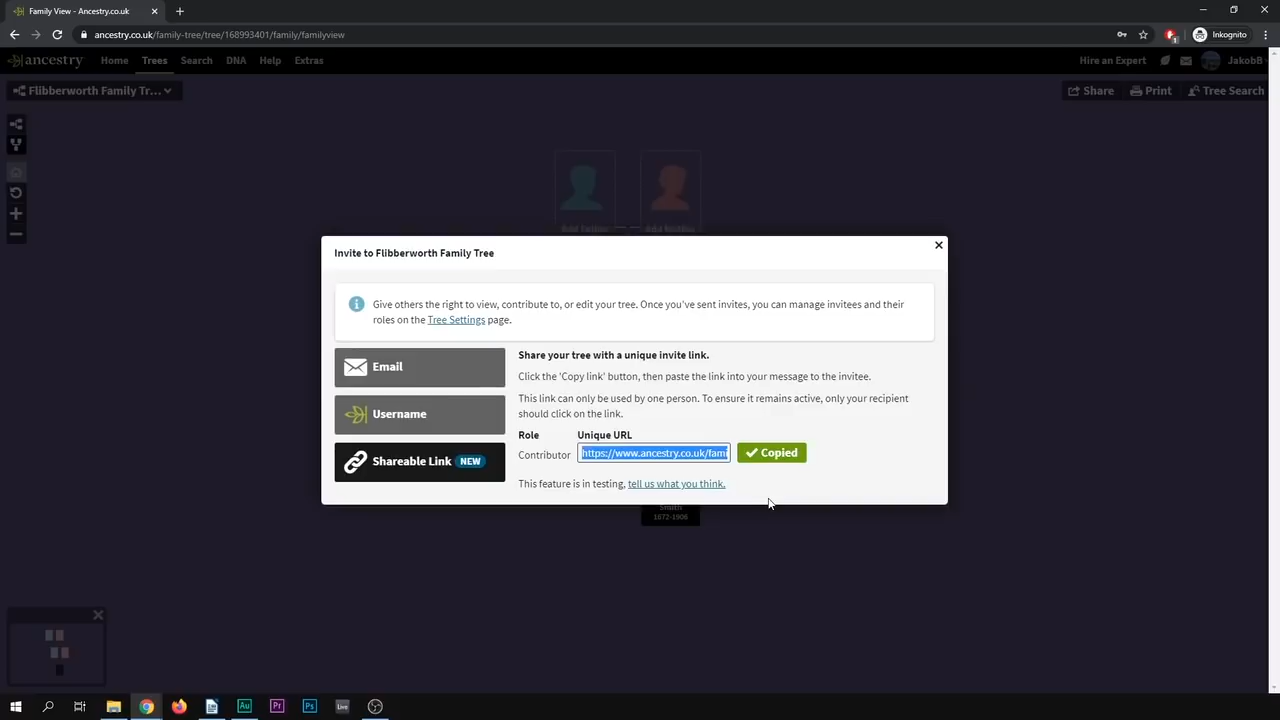 Family View - Ancestry.co.uk
ancestry.co.uk/family-tree/tree/168993401/family/familyview
Inkognito
ancestry
Home
Trees
Search
DNA
Help
Extras
Hire an Expert
JakobB
Flibberworth Family Tr...
Share
Print
Tree Search
Invite to Flibberworth Family Tree
Give others the right to view, contribute to, or edit your tree. Once you've sent invites, you can manage invitees and their
roles on the Tree Settings page.
Email
Username
Shareable Link NEW
Share your tree with a unique invite link.
Click the 'Copy link' button, then paste the link into your message to the invitee.
This link can only be used by one person. To ensure it remains active, only your recipient
should click on the link.
Role
Unique URL
Contributor
https://www.ancestry.co.uk/fami
Copied
This feature is in testing, tell us what you think.
Smith
1672-1906
Au
Pr
Ps
Live